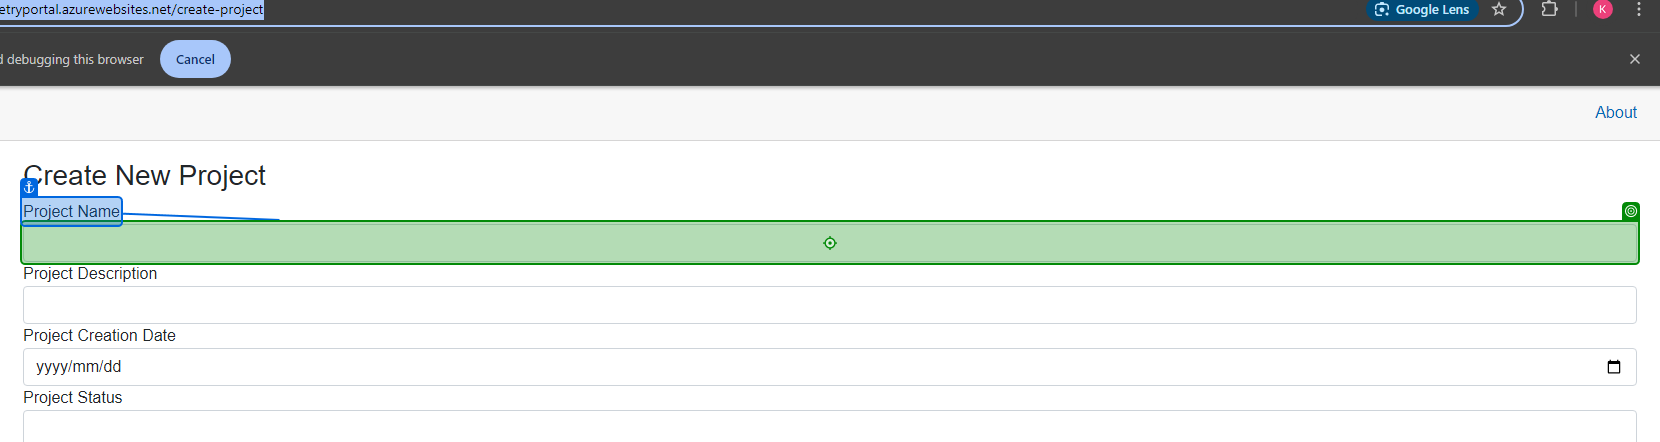 etryportal.azurewebsites.net/create-project
Google Lens
K
debugging this browser
Cancel
About
Create New Project
Project Name
Project Description
Project Creation Date
yyyy/mm/dd
Project Status